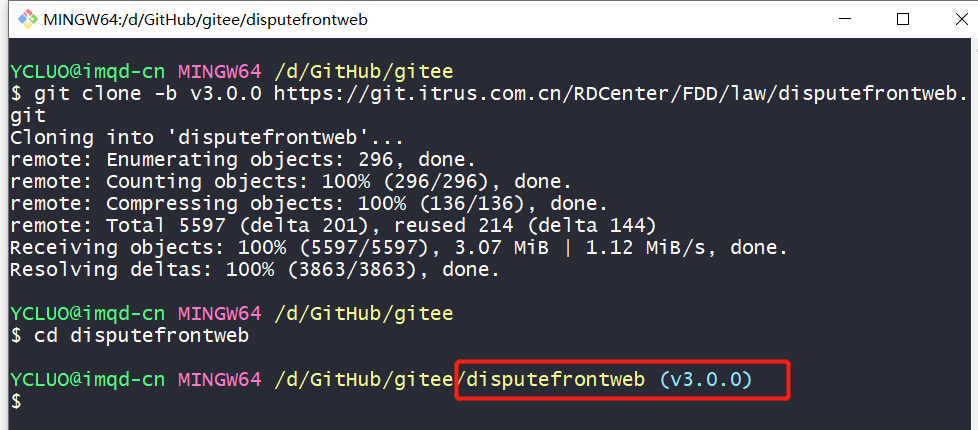 MINGW64:/d/GitHub/gitee/disputefrontweb
YCLUO@imqd-cn MINGW64 /d/GitHub/gitee
$ git clone -b v3.0.0 https://git.itrus.com.cn/RDCenter/FDD/law/disputefrontweb.
git
Cloning into 'disputefrontweb'...
remote: Enumerating objects: 296, done.
remote: Counting objects: 100% (296/296), done.
remote: Compressing objects: 100% (136/136), done.
remote: Total 5597 (delta 201), reused 214 (delta 144)
Receiving objects: 100% (5597/5597), 3.07 MiB | 1.12 MiB/s, done.
Resolving deltas: 100% (3863/3863), done.
YCLUO@imqd-cn MINGW64 /d/GitHub/gitee
$ cd disputefrontweb
YCLUO@imqd-cn MINGW64 /d/GitHub/gitee/disputefrontweb (v3.0.0)
$